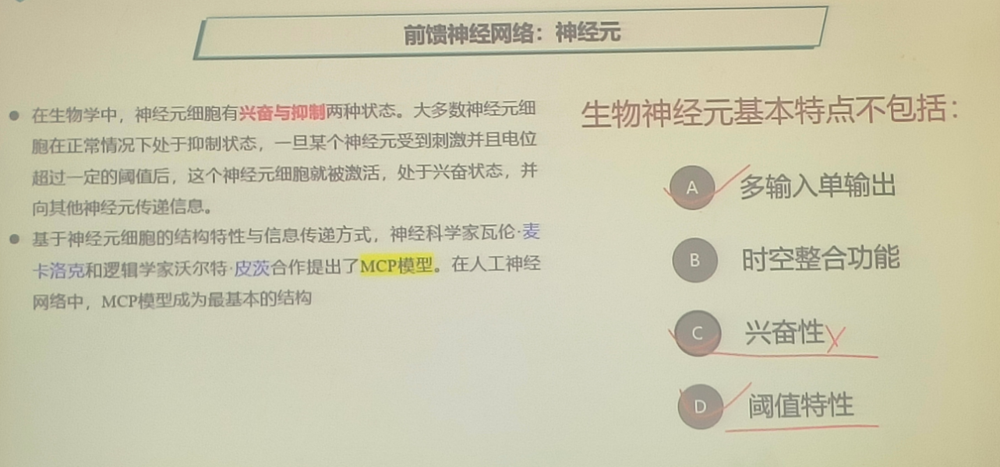 前馈神经网络：神经元
在生物学中，神经元细胞有兴奋与抑制两种状态。大多数神经元细
胞在正常情况下处于抑制状态，一旦某个神经元受到刺激并且电位
超过一定的阈值后，这个神经元细胞就被激活，处于兴奋状态，并
向其他神经元传递信息。
基于神经元细胞的结构特性与信息传递方式，神经科学家瓦伦·麦
卡洛克和逻辑学家沃尔特·皮茨合作提出了MCP模型。在人工神经
网络中，MCP模型成为最基本的结构
生物神经元基本特点不包括：
A 多输入单输出
B 时空整合功能
C 兴奋性
D 阈值特性